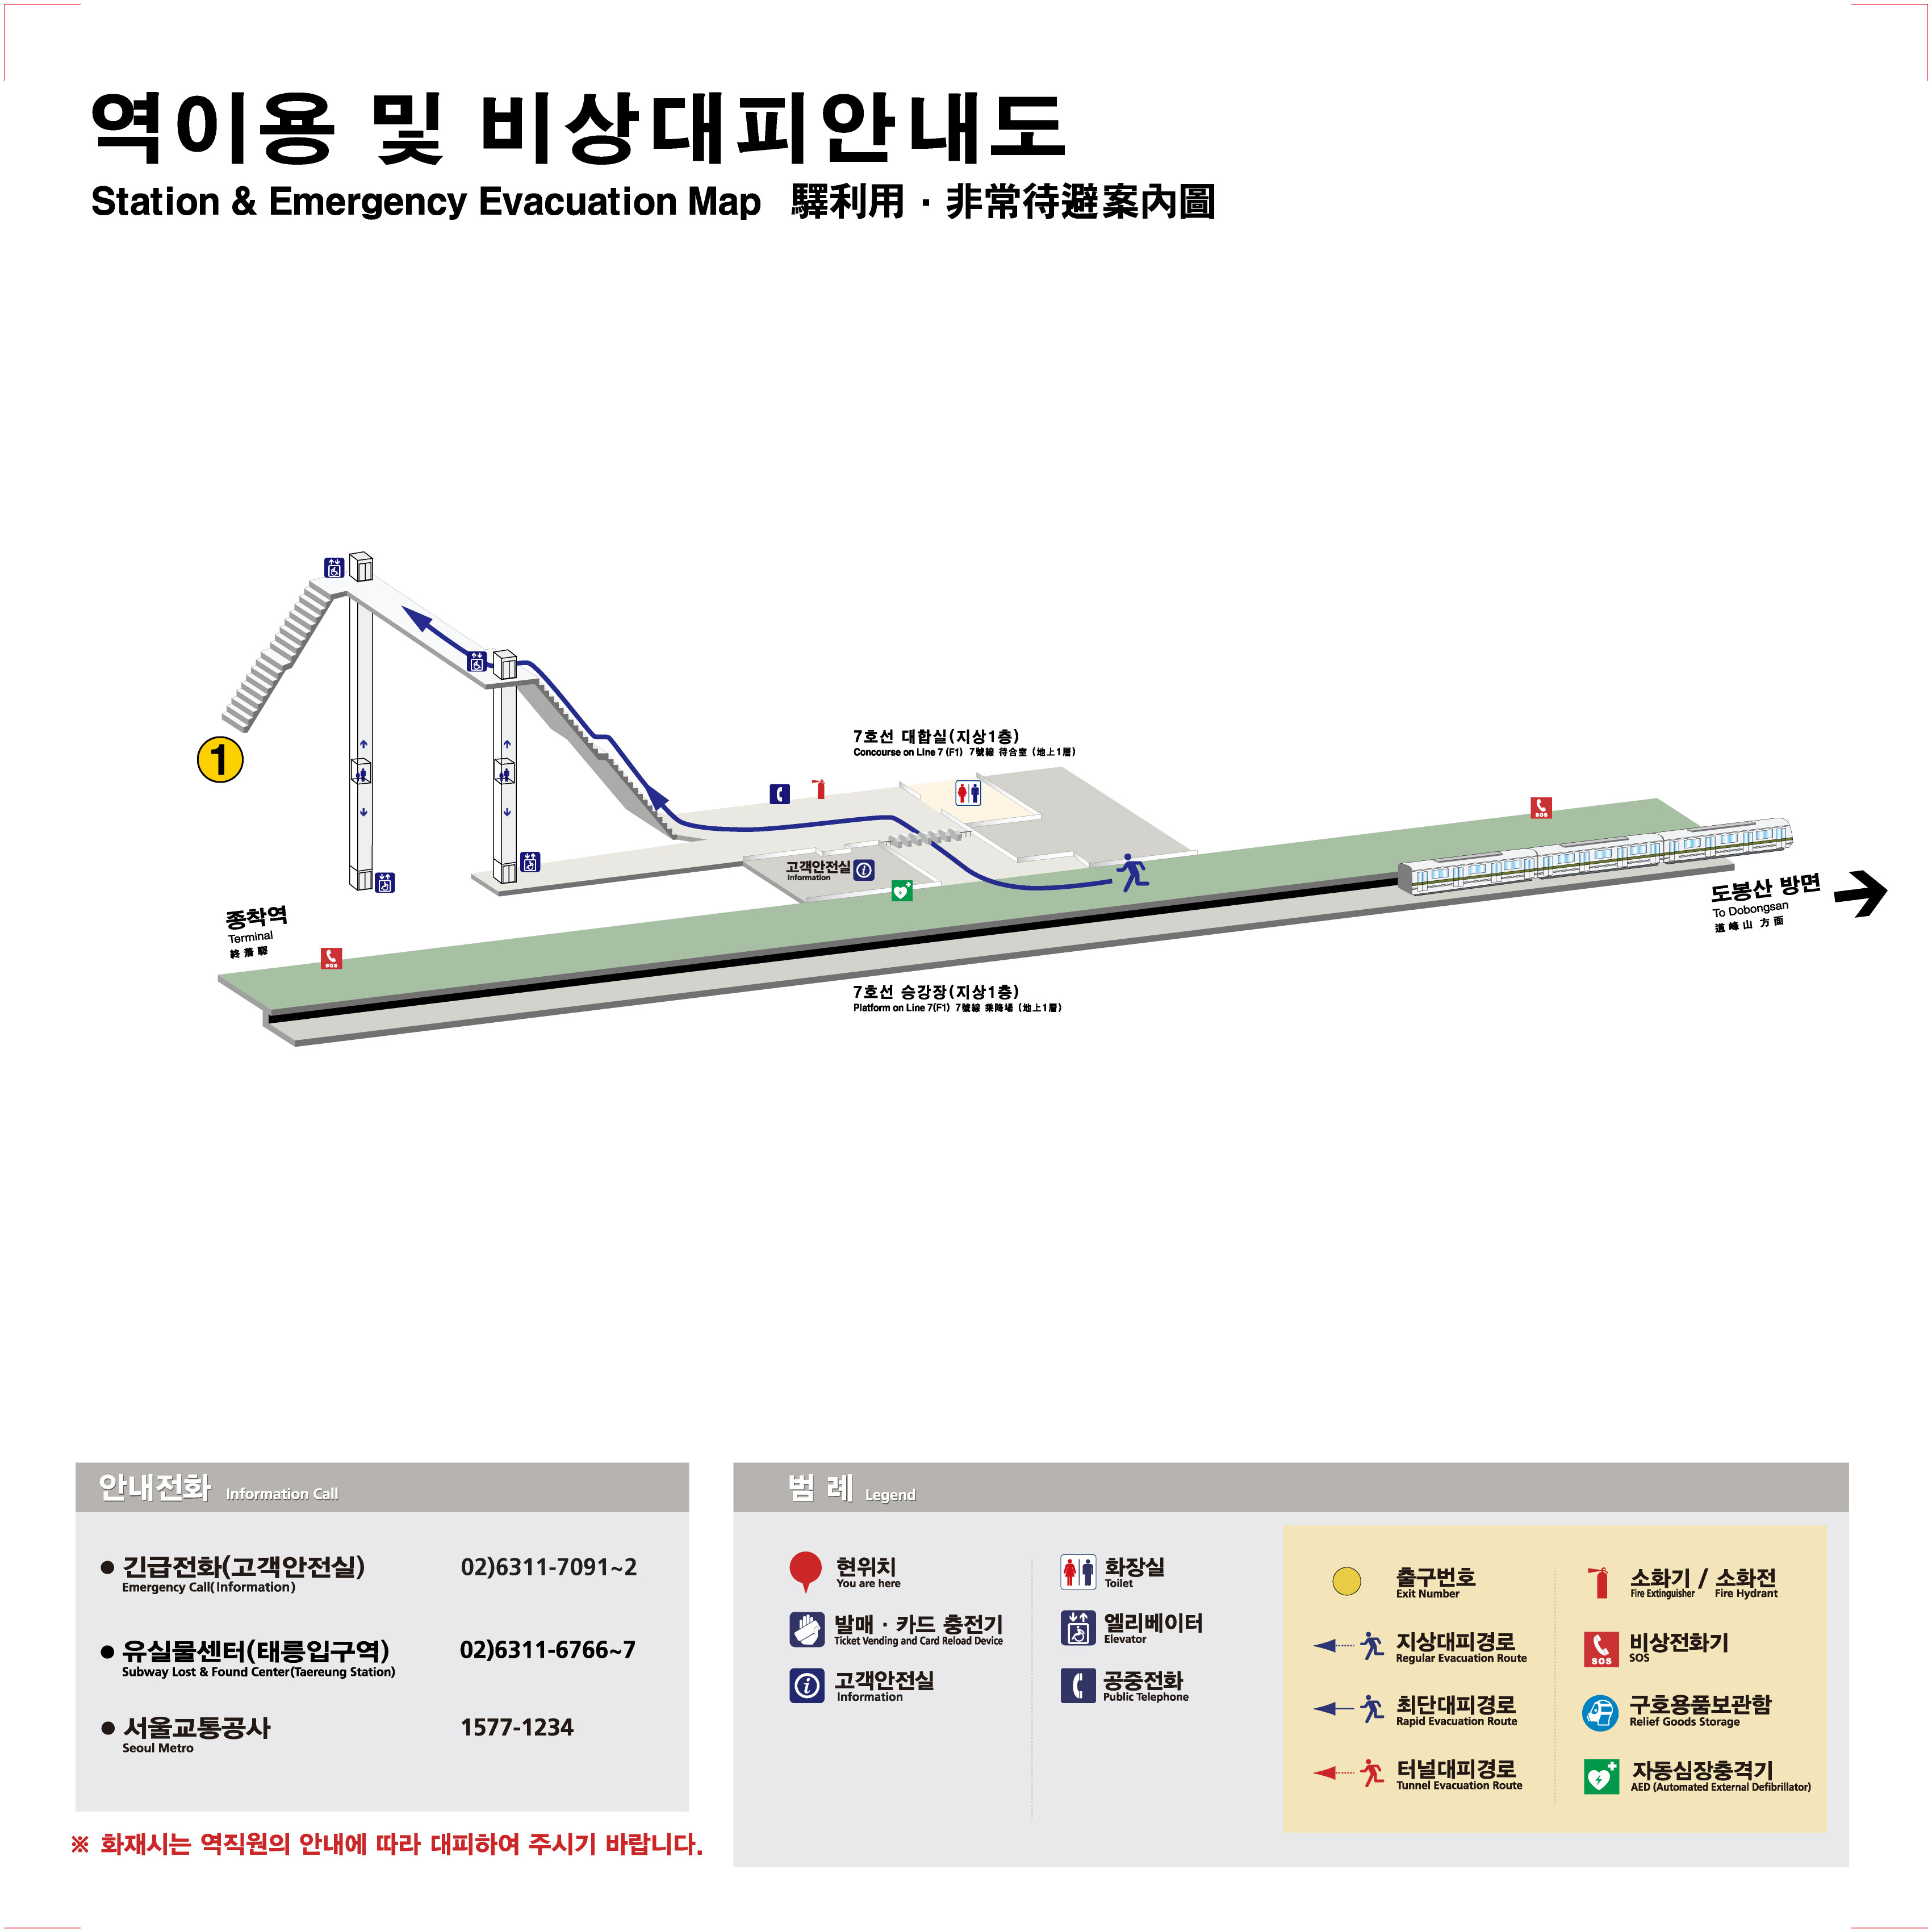 역이용 및 비상대피안내도
Station & Emergency Evacuation Map 驛利用 · 非常待避案內圖
1
7호선 대합실(지상1층)
Concourse on Line 7 (F1) 7號線 待合室 (地上1層)
고객안전실
Information
SOS
종착역
Terminal
終着驛
SOS
도봉산 방면
To Dobongsan
道峰山 方面
7호선 승강장(지상1층)
Platform on Line 7(F1) 7號線 乘降場 (地上1層)
안내전화 Information Call
● 긴급전화(고객안전실) 02)6311-7091~2
Emergency Call(Information)
● 유실물센터(태릉입구역) 02)6311-6766~7
Subway Lost & Found Center(Taereung Station)
● 서울교통공사 1577-1234
Seoul Metro
※ 화재시는 역직원의 안내에 따라 대피하여 주시기 바랍니다.
범 례 Legend
현위치
You are here
발매 · 카드 충전기
Ticket Vending and Card Reload Device
고객안전실
Information
화장실
Toilet
엘리베이터
Elevator
공중전화
Public Telephone
출구번호
Exit Number
지상대피경로
Regular Evacuation Route
최단대피경로
Rapid Evacuation Route
터널대피경로
Tunnel Evacuation Route
소화기 / 소화전
Fire Extinguisher Fire Hydrant
SOS
비상전화기
SOS
구호용품보관함
Relief Goods Storage
자동심장충격기
AED (Automated External Defibrillator)